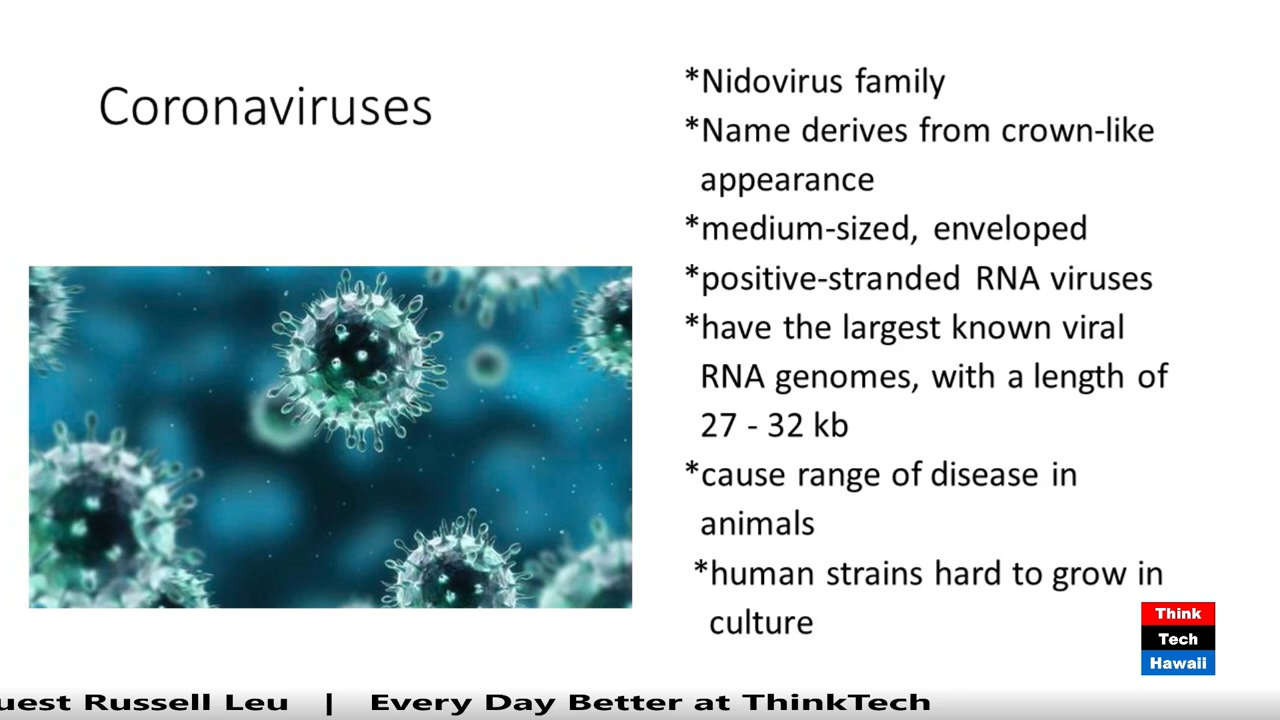 Coronaviruses
*Nidovirus family
*Name derives from crown-like
appearance
*medium-sized, enveloped
*positive-stranded RNA viruses
*have the largest known viral
RNA genomes, with a length of
27 - 32 kb
*cause range of disease in
animals
*human strains hard to grow in
culture
Think
Tech
Hawaii
uest Russell Leu | Every Day Better at ThinkTech